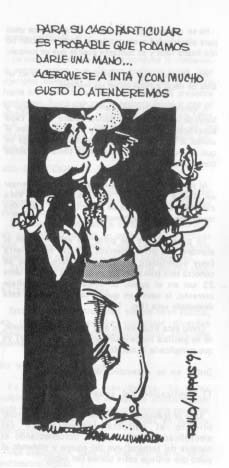 PARA SU CASO PARTICULAR
ES PROBABLE QUE PODAMOS
DARLE UNA MANO...
ACERQUESE A INTA Y CON MUCHO
GUSTO LO ATENDEREMOS